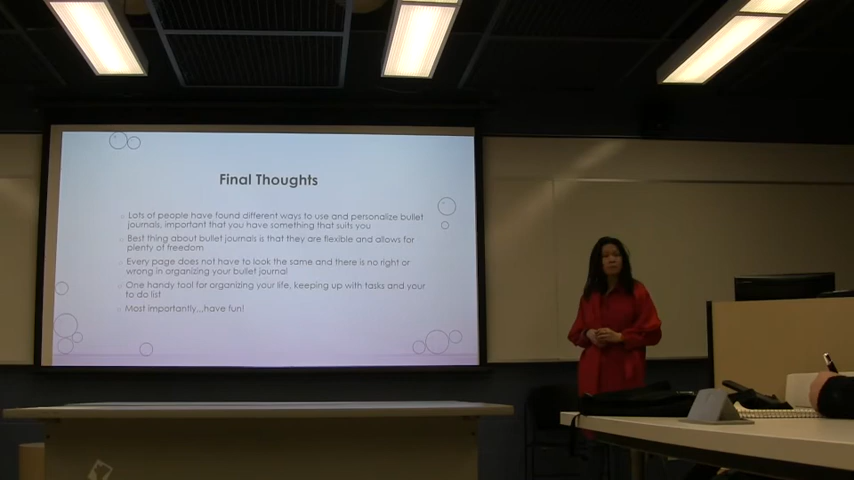 Final Thoughts
Lots of people have found different ways to use and personalize bullet
journals, important that you have something that suits you
Best thing about bullet journals is that they are flexible and allows for
plenty of freedom
Every page does not have to look the same and there is no right or
wrong in organizing your bullet journal
One handy tool for organizing your life, keeping up with tasks and your
to do list
Most importantly...have fun!